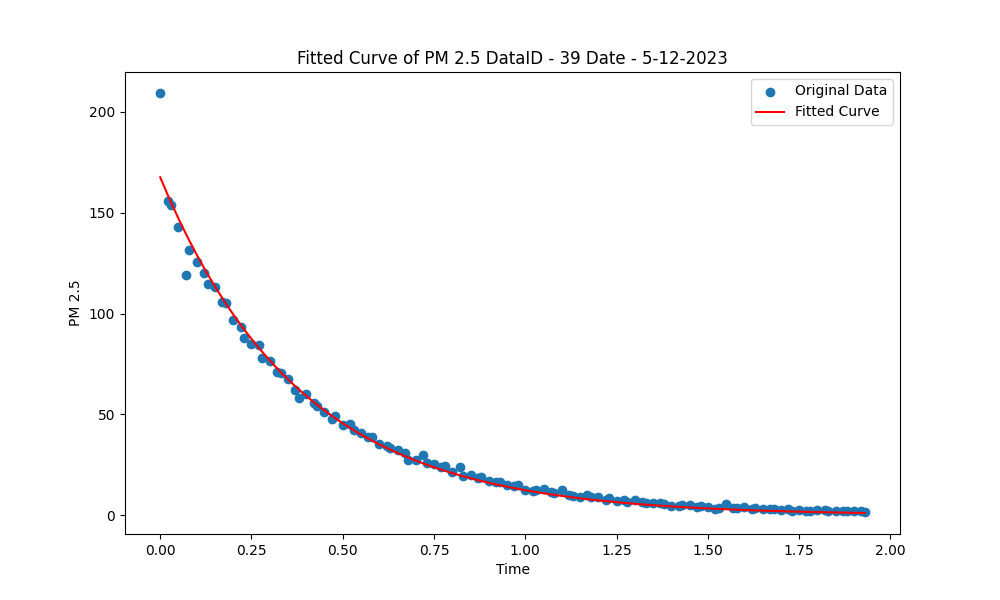 Fitted Curve of PM 2.5 DataID - 39 Date - 5-12-2023
Original Data
Fitted Curve
PM 2.5
200
150
100
50
0
0.00 0.25 0.50 0.75 1.00 1.25 1.50 1.75 2.00
Time